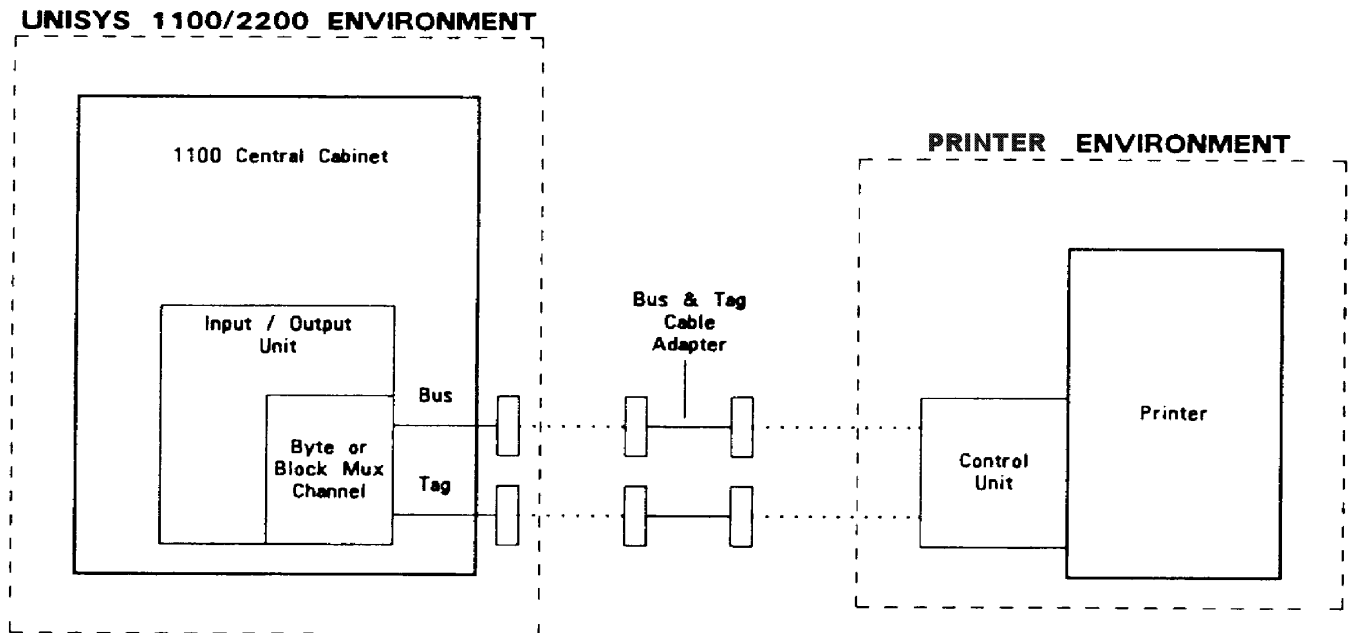 UNISYS 1100/2200 ENVIRONMENT
1100 Central Cabinet
Input / Output
Unit
Byte or
Block Mux
Channel
Bus
Tag
Bus & Tag
Cable
Adapter
PRINTER ENVIRONMENT
Control
Unit
Printer